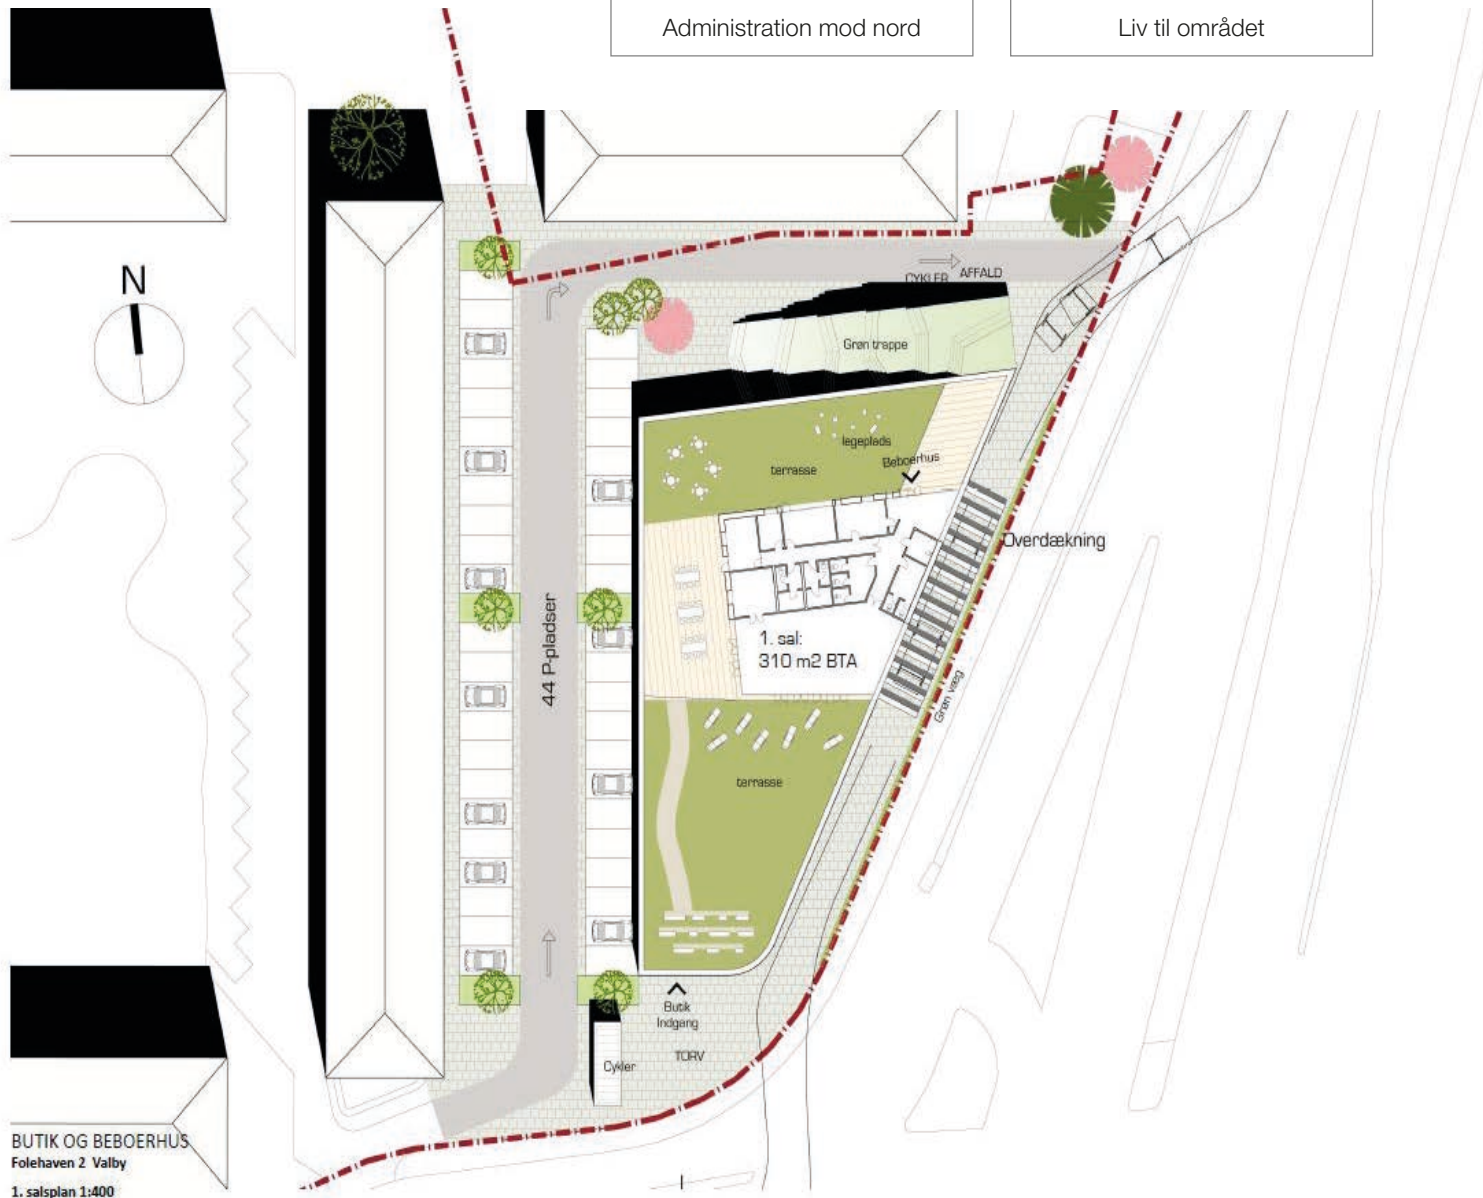 Administration mod nord
Liv til området
N
CYKLER
AFFALD
Grøn trappe
legeplads
Beboerhus
terrasse
Overdækning
44 P-pladser
1. sal:
310 m2 BTA
Grøn væg
terrasse
Butik
Indgang
TORV
Cykler
BUTIK OG BEBOERHUS
Folehaven 2 Valby
1. salsplan 1:400